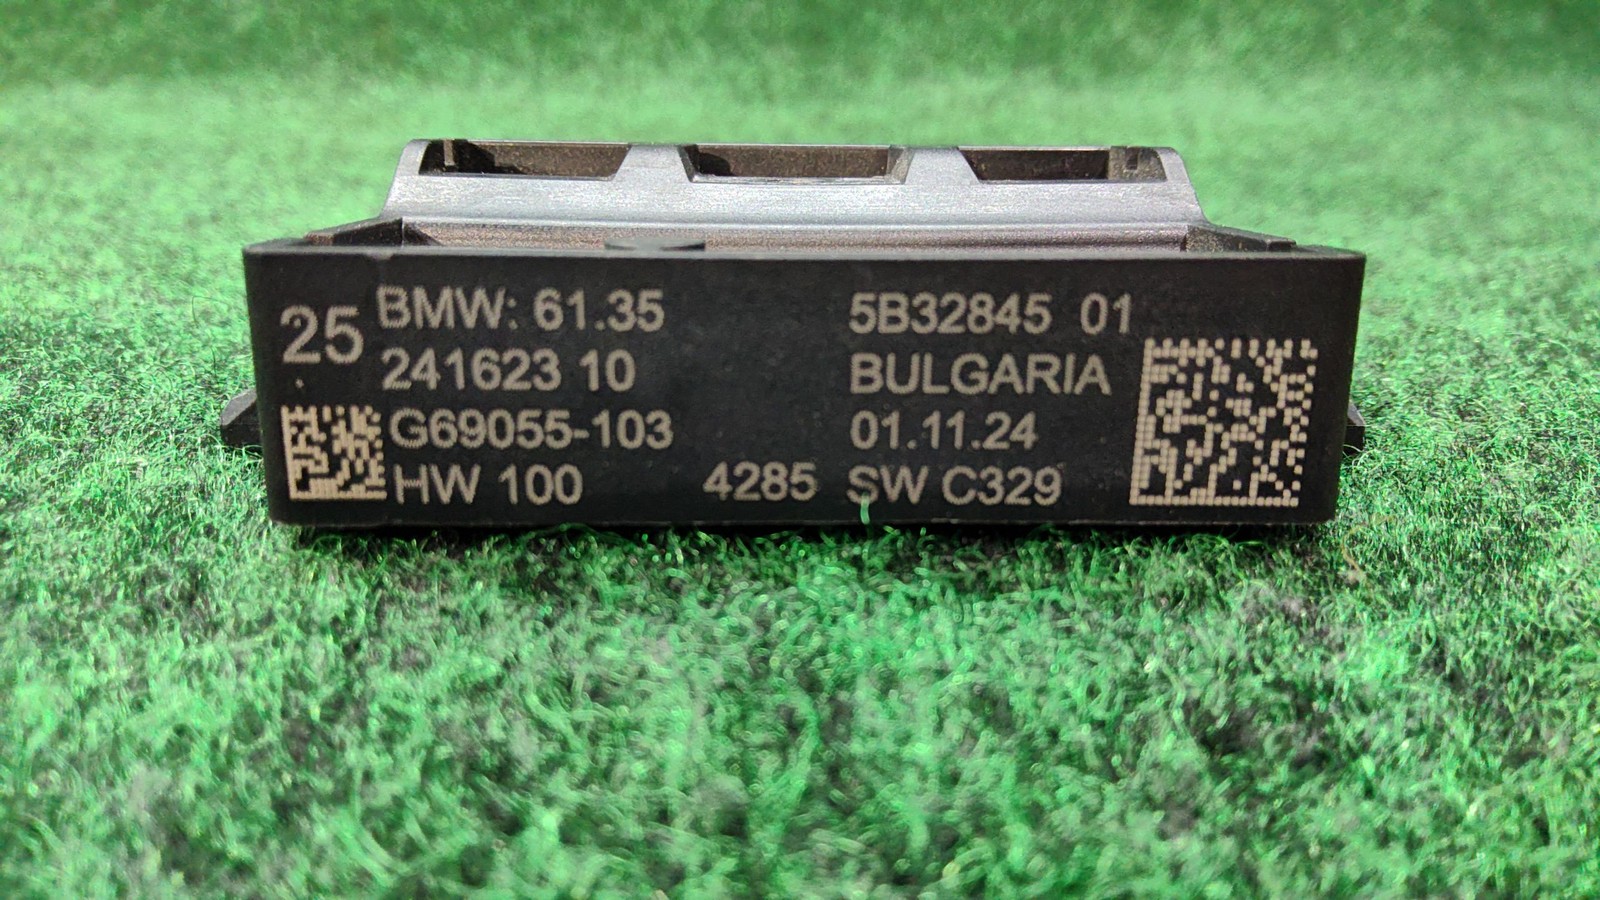 25
BMW: 61.35 5B32845 01
241623 10 BULGARIA
G69055-103 01.11.24
HW 100 4285 SW C329